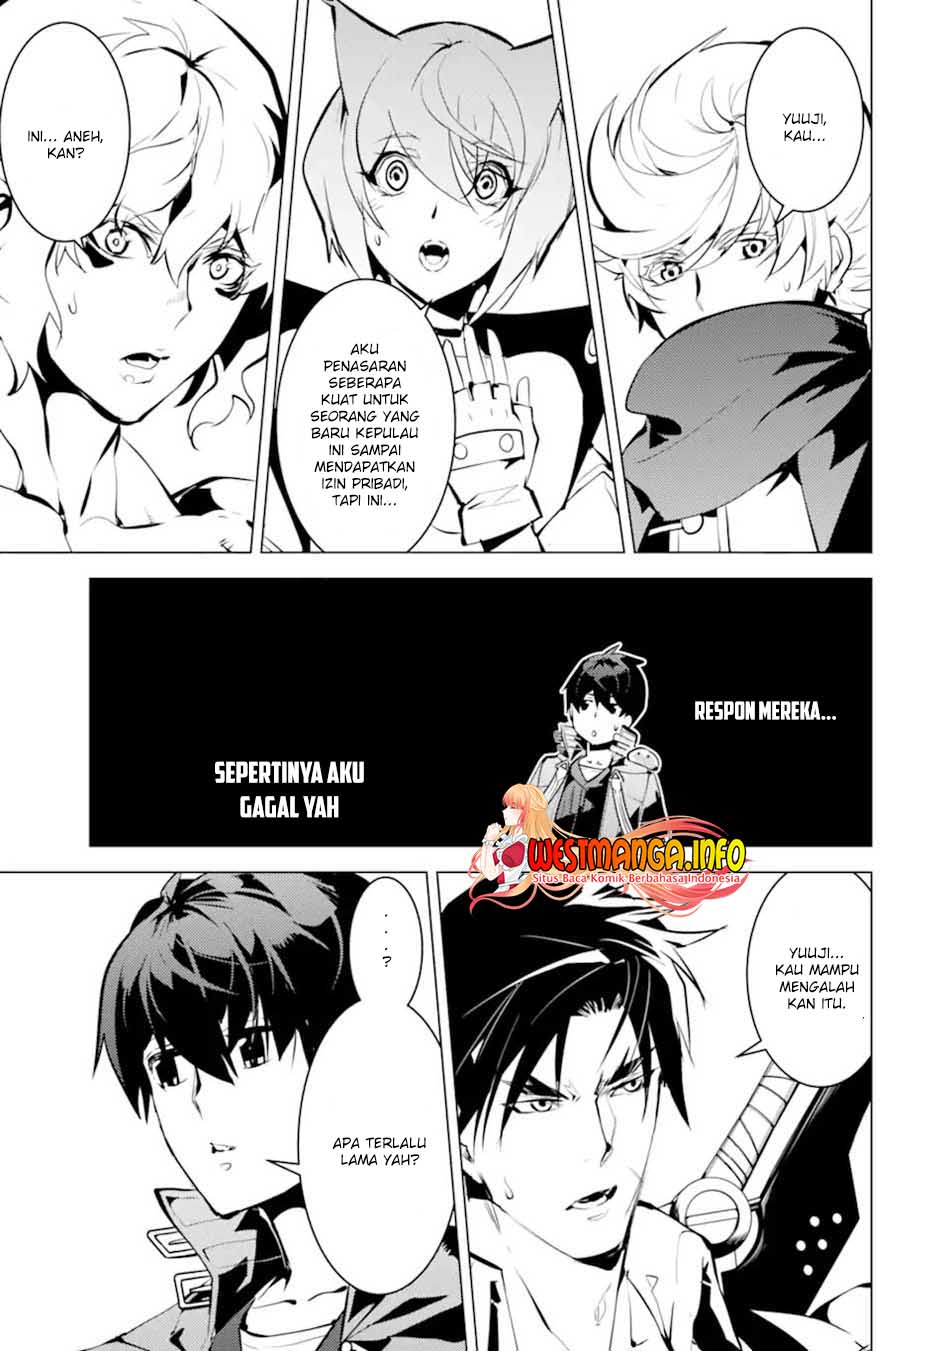 YUUJI,
KAU...
AKU
PENASARAN
SEBERAPA
KUAT UNTUK
SEORANG YANG
BARU KEPULAU
INI SAMPAI
MENDAPATKAN
IZIN PRIBADI,
TAPI INI...
INI... ANEH,
KAN?
RESPON MEREKA...
SEPERTINYA AKU
GAGAL YAH
WESTMANGA.INFO
Situs Baca Komik Berbahasa Indonesia
YUUJI...
KAU MAMPU
MENGALAH
KAN ITU.
...
?
APA TERLALU
LAMA YAH?